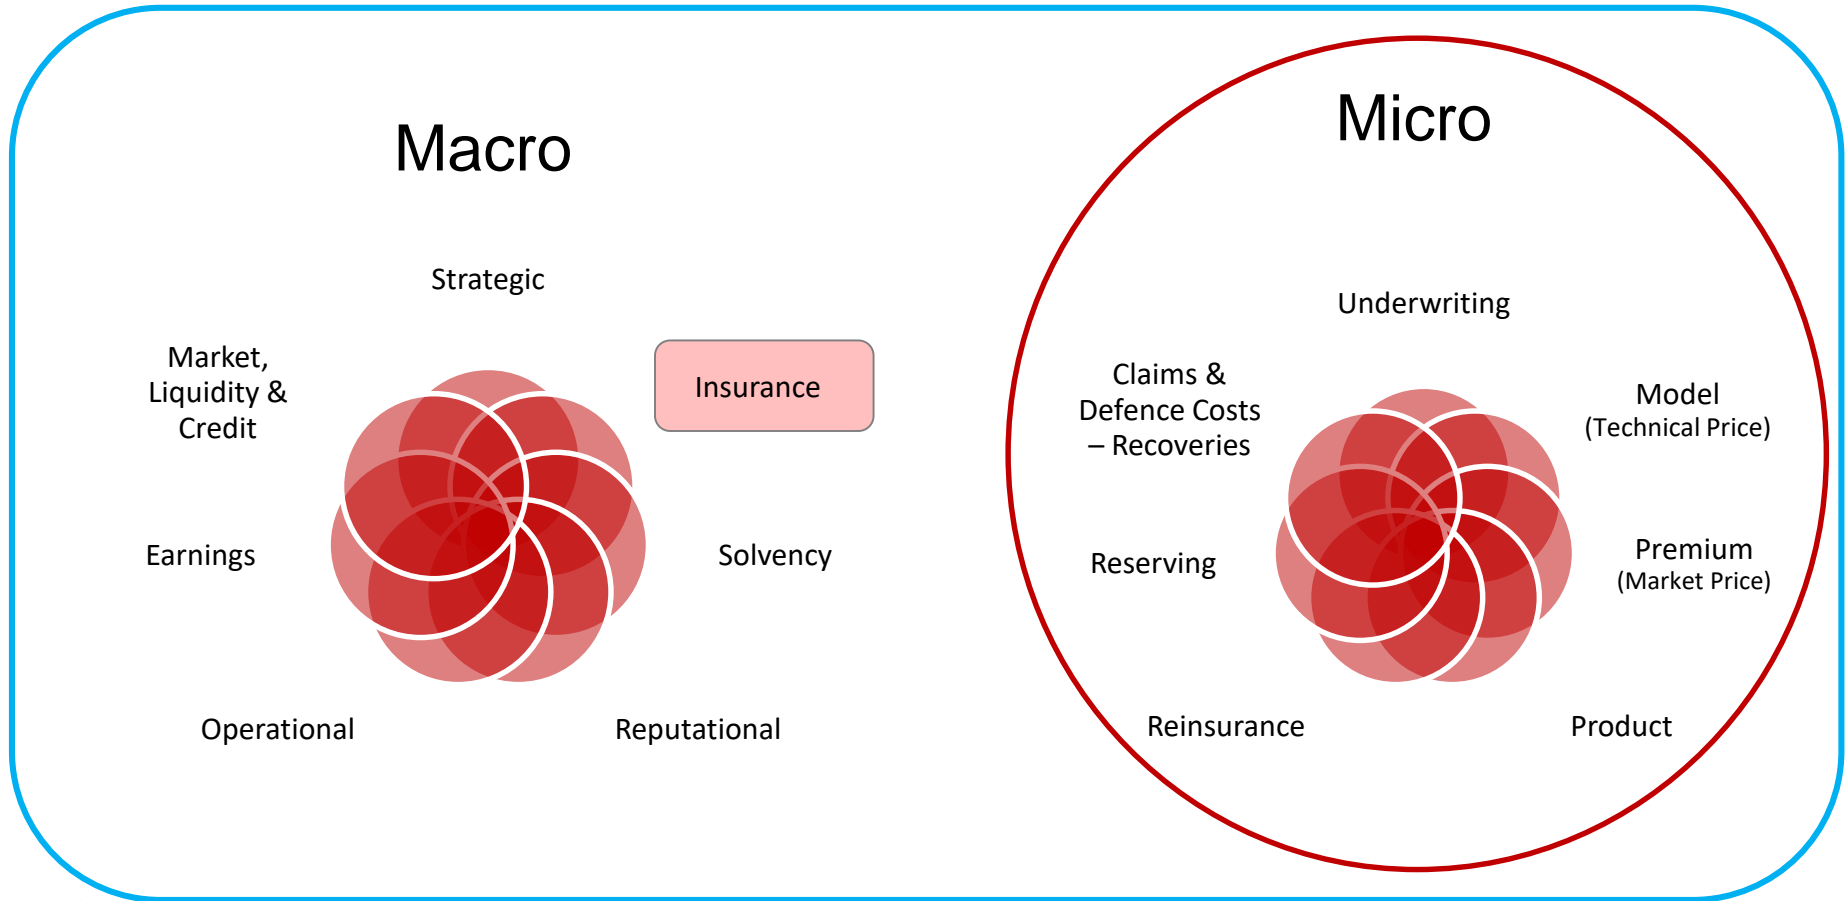 Macro
Strategic
Market,
Liquidity &
Credit
Insurance
Earnings
Solvency
Operational
Reputational
Micro
Underwriting
Claims &
Defence Costs
– Recoveries
Model
(Technical Price)
Reserving
Premium
(Market Price)
Reinsurance
Product